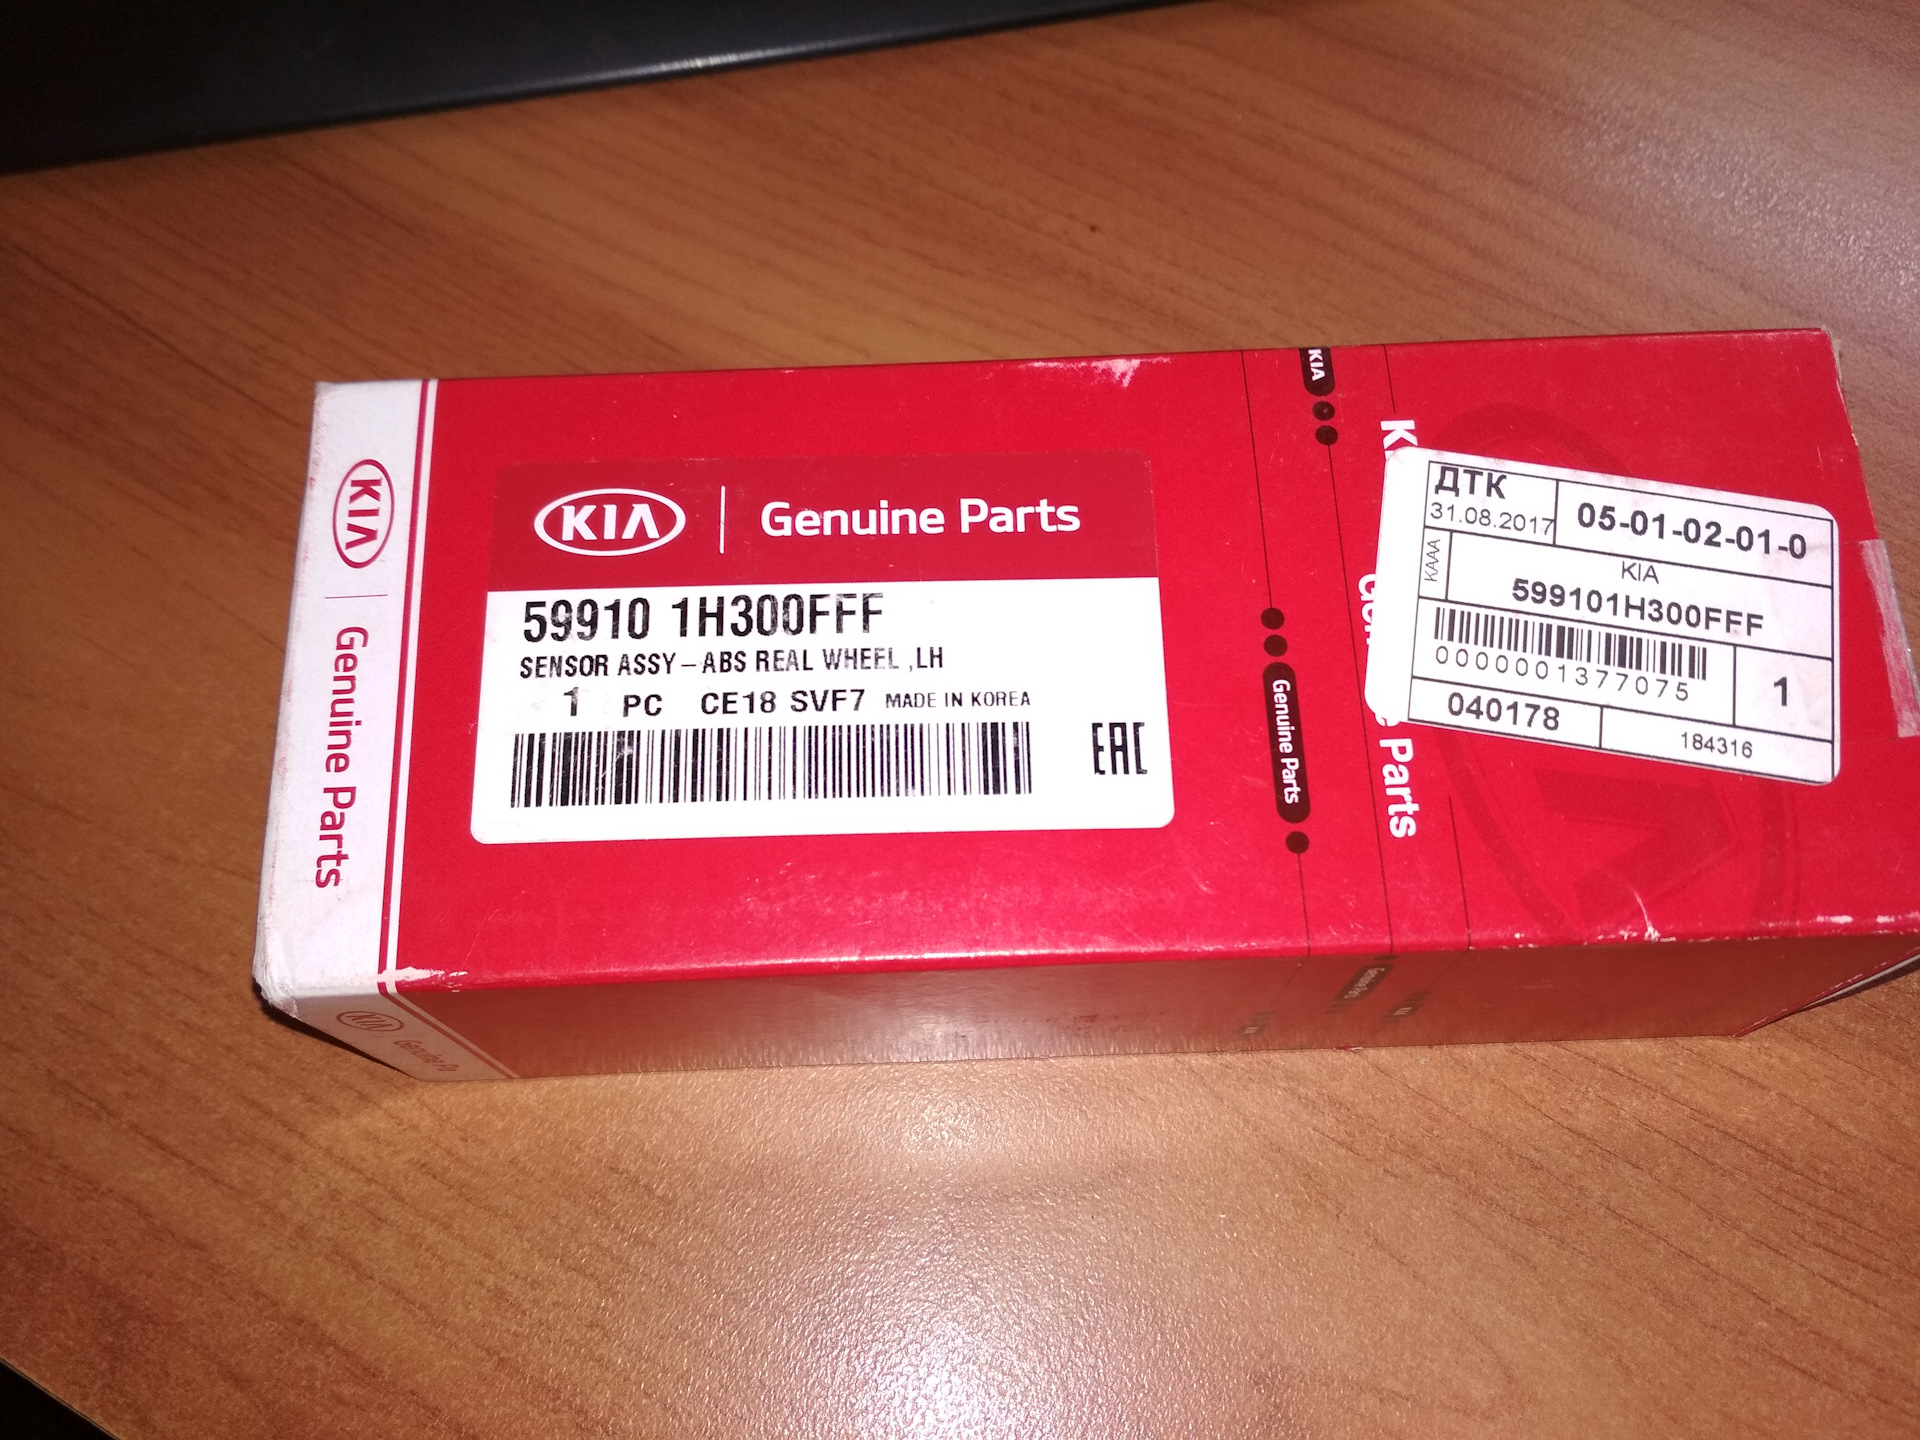 KIA
Genuine Parts
KIA
Genuine Parts
59910 1H300FFF
SENSOR ASSY-ABS REAL WHEEL ,LH
1 PC CE18 SVF7 MADE IN KOREA
EAC
KIA
Genuine Parts
Parts
ДТК
31.08.2017
05-01-02-01-0
KAAA
KIA
599101H300FFF
0000001377075
1
040178
184316
KIA